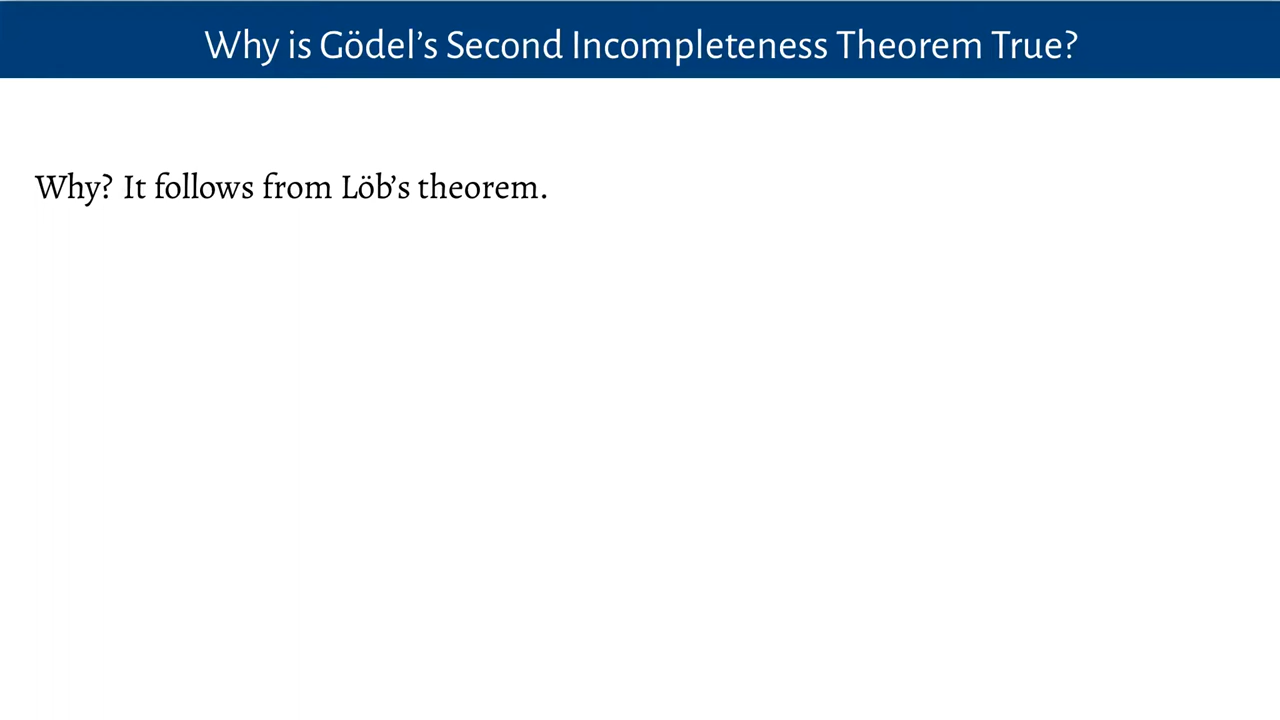 Why is Gödel’s Second Incompleteness Theorem True?
Why? It follows from Löb’s theorem.